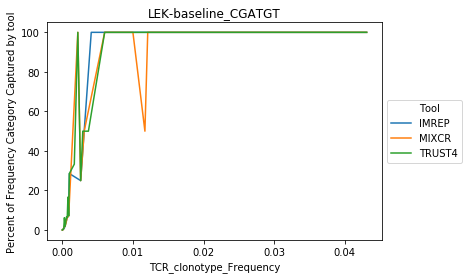 LEK-baseline_CGATGT
Percent of Frequency Category Captured by tool
100
80
60
40
20
0
0.00
0.01
0.02
0.03
0.04
TCR_clonotype_Frequency
Tool
IMREP
MIXCR
TRUST4